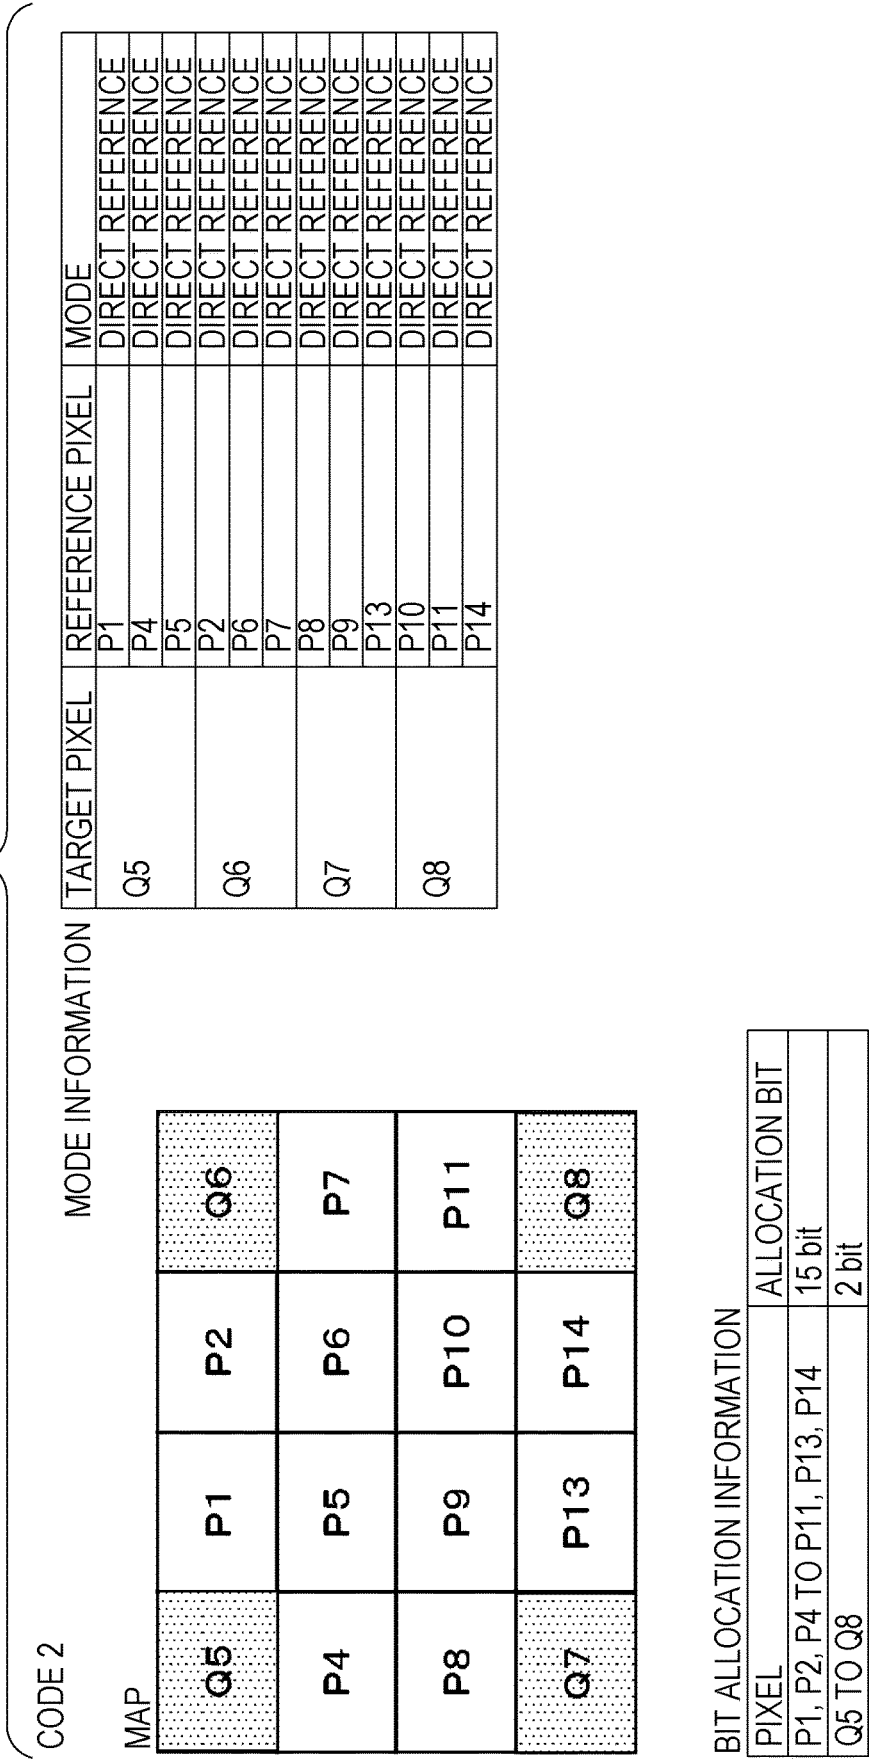 CODE 2
MAP
Q5 P1 P2 Q6
P4 P5 P6 P7
P8 P9 P10 P11
Q7 P13 P14 Q8
MODE INFORMATION
TARGET PIXEL REFERENCE PIXEL MODE
Q5 P1 DIRECT REFERENCE
P4 DIRECT REFERENCE
P5 DIRECT REFERENCE
Q6 P2 DIRECT REFERENCE
P6 DIRECT REFERENCE
P7 DIRECT REFERENCE
Q7 P8 DIRECT REFERENCE
P9 DIRECT REFERENCE
P13 DIRECT REFERENCE
Q8 P10 DIRECT REFERENCE
P11 DIRECT REFERENCE
P14 DIRECT REFERENCE
BIT ALLOCATION INFORMATION
PIXEL ALLOCATION BIT
P1, P2, P4 TO P11, P13, P14 15 bit
Q5 TO Q8 2 bit